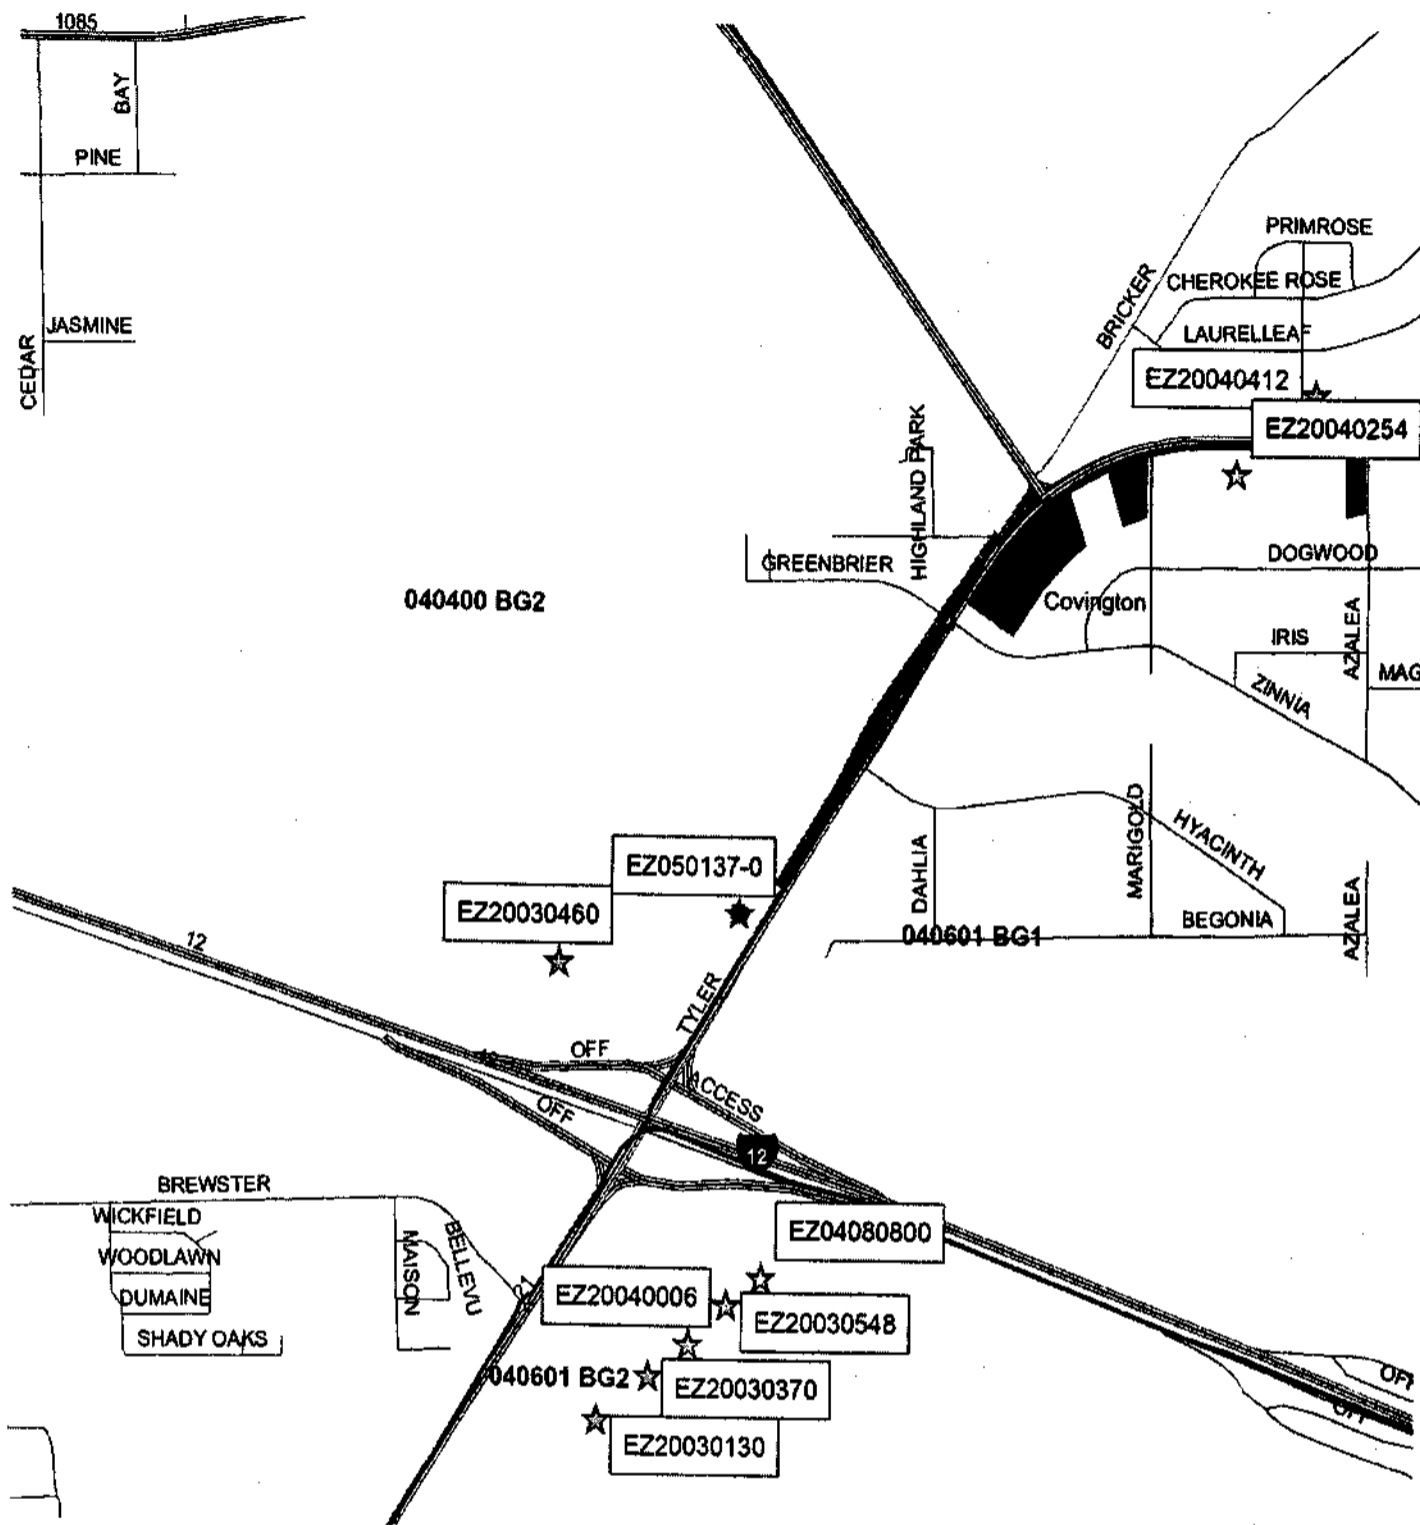 1085
BAY
PINE
PRIMROSE
CHEROKEE ROSE
BRICKER
JASMINE
LAURELLEAF
CEDAR
EZ20040412
EZ20040254
HIGHLAND PARK
GREENBRIER
DOGWOOD
040400 BG2
Covington
AZALEA
IRIS
MAG
ZINNIA
MARIGOLD
HYACINTH
EZ050137-0
DAHLIA
EZ20030460
BEGONIA
AZALEA
12
040601 BG1
TYLER
OFF
ACCESS
OFF
12
BREWSTER
WICKFIELD
EZ04080800
WOODLAWN
MAISON
BELLEVU
DUMAINE
EZ20040006
EZ20030548
SHADY OAKS
040601 BG2
EZ20030370
OFF
OFF
EZ20030130